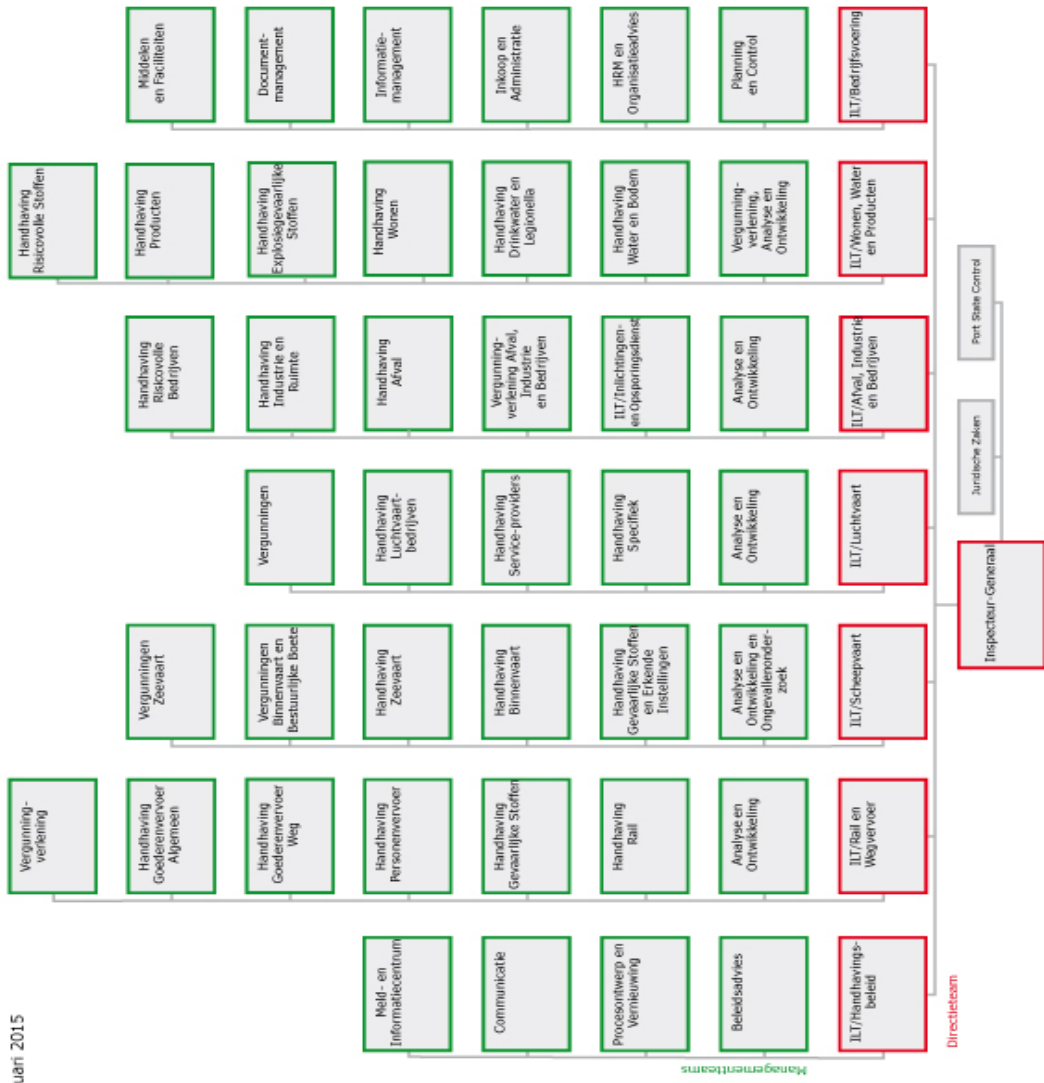 uari 2015
Meld- en
Informatiecentrum
Communicatie
Procesontwerp en
Vernieuwing
Beleidsadvies
ILT/Handhavings-
beleid
Vergunning-
verlening
Handhaving
Goederenvervoer
Algemeen
Handhaving
Goederenvervoer
Weg
Handhaving
Personenvervoer
Handhaving
Gevaarlijke Stoffen
Handhaving
Rail
Analyse en
Ontwikkeling
ILT/Rail en
Wegvervoer
Vergunningen
Zeevaart
Vergunningen
Binnenvaart en
Bestuurlijke Boete
Handhaving
Zeevaart
Handhaving
Binnenvaart
Handhaving
Gevaarlijke Stoffen
en Erkende
Instellingen
Analyse en
Ontwikkeling en
Ongevallenonder-
zoek
ILT/Scheepvaart
Vergunningen
Handhaving
Luchtvaart-
bedrijven
Handhaving
Service-providers
Handhaving
Specifiek
Analyse en
Ontwikkeling
ILT/Luchtvaart
Handhaving
Risicovolle
Bedrijven
Handhaving
Industrie en
Ruimte
Handhaving
Afval
Vergunning-
verlening Afval,
Industrie
en Bedrijven
ILT/Inlichtingen-
en Opsporingsdienst
Analyse en
Ontwikkeling
ILT/Afval, Industrie
en Bedrijven
Handhaving
Risicovolle Stoffen
Handhaving
Producten
Handhaving
Explosiegevaarlijke
Stoffen
Handhaving
Wonen
Handhaving
Drinkwater en
Legionella
Handhaving
Water en Bodem
Vergunning-
verlening,
Analyse en
Ontwikkeling
ILT/Wonen, Water
en Producten
Middelen
en Faciliteiten
Document-
management
Informatie-
management
Inkoop en
Administratie
HRM en
Organisatieadvies
Planning
en Control
ILT/Bedrijfsvoering
Managementteams
Directieteam
Inspecteur-Generaal
Juridische Zaken
Port State Control